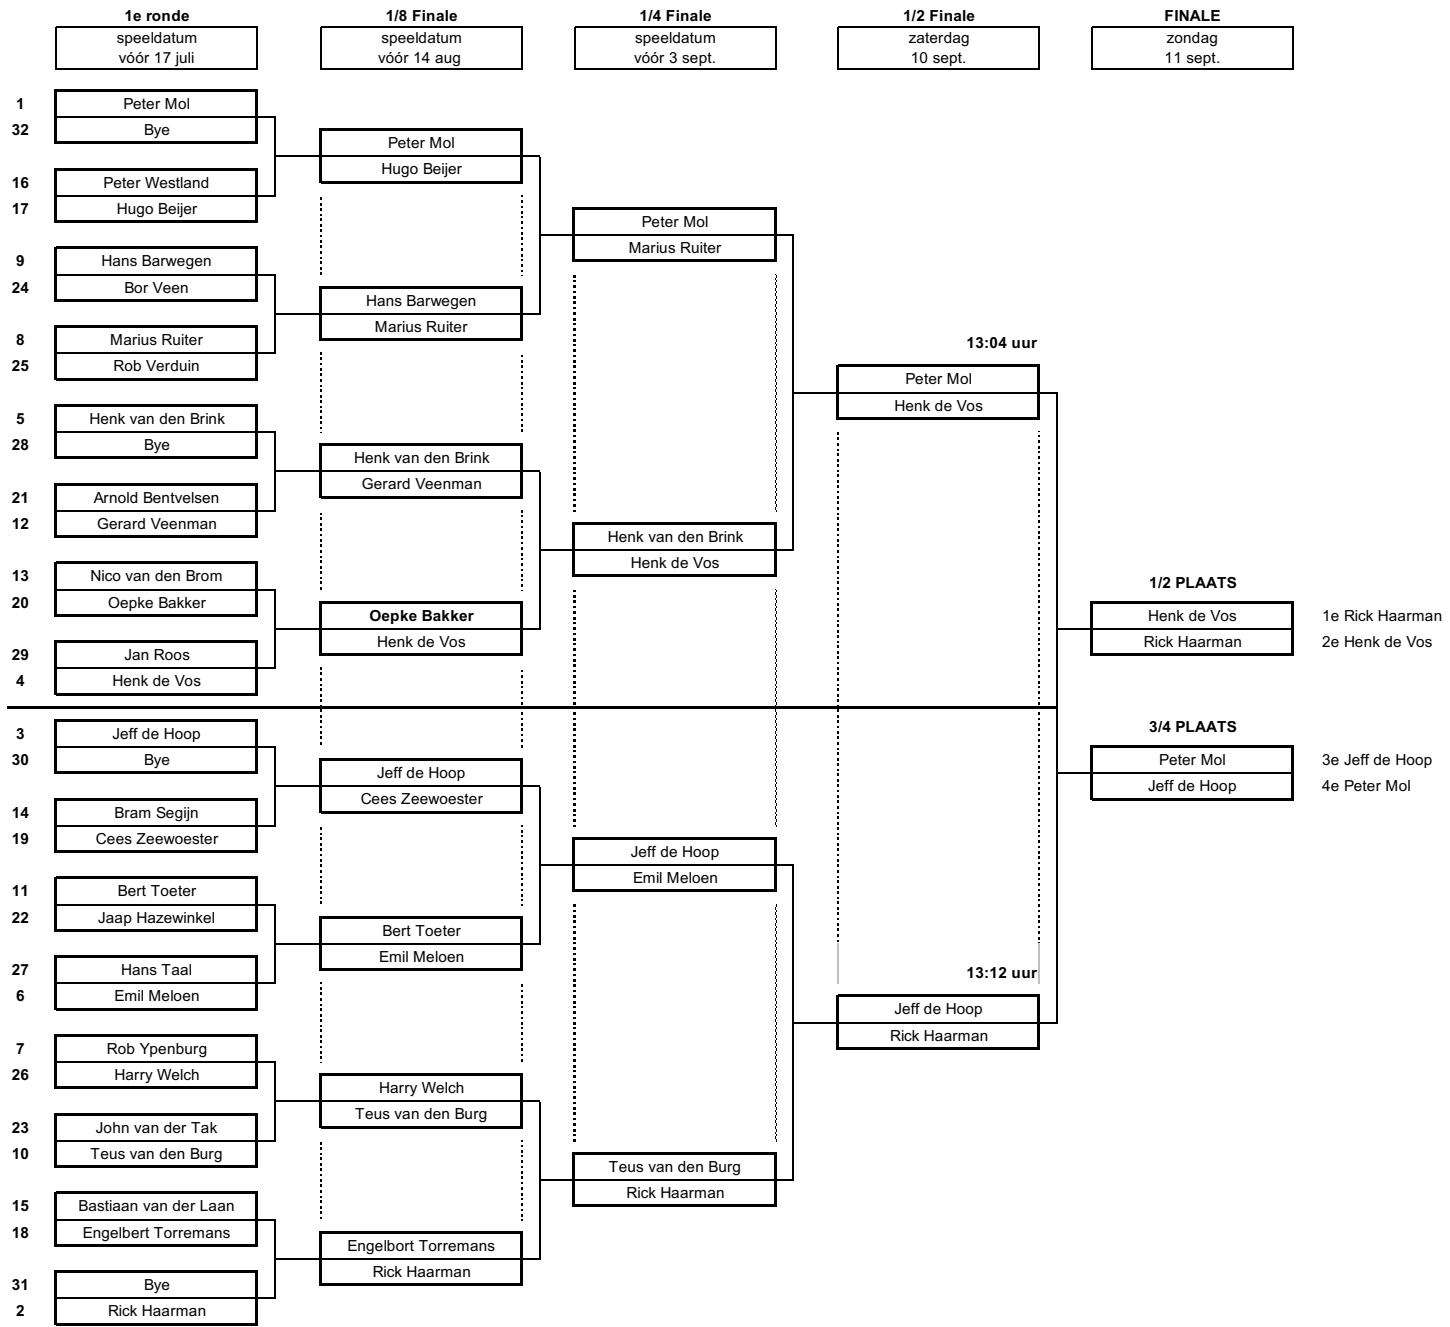 1e ronde
speeldatum
vóór 17 juli
1 Peter Mol
32 Bye
16 Peter Westland
17 Hugo Beijer
9 Hans Barwegen
24 Bor Veen
8 Marius Ruiter
25 Rob Verduin
5 Henk van den Brink
28 Bye
21 Arnold Bentvelsen
12 Gerard Veenman
13 Nico van den Brom
20 Oepke Bakker
29 Jan Roos
4 Henk de Vos
3 Jeff de Hoop
30 Bye
14 Bram Segijn
19 Cees Zeewoester
11 Bert Toeter
22 Jaap Hazewinkel
27 Hans Taal
6 Emil Meloen
7 Rob Ypenburg
26 Harry Welch
23 John van der Tak
10 Teus van den Burg
15 Bastiaan van der Laan
18 Engelbert Torremans
31 Bye
2 Rick Haarman
1/8 Finale
speeldatum
vóór 14 aug
Peter Mol
Hugo Beijer
Hans Barwegen
Marius Ruiter
Henk van den Brink
Gerard Veenman
Oepke Bakker
Henk de Vos
Jeff de Hoop
Cees Zeewoester
Bert Toeter
Emil Meloen
Harry Welch
Teus van den Burg
Engelbort Torremans
Rick Haarman
1/4 Finale
speeldatum
vóór 3 sept.
Peter Mol
Marius Ruiter
Henk van den Brink
Henk de Vos
Jeff de Hoop
Emil Meloen
Teus van den Burg
Rick Haarman
1/2 Finale
zaterdag
10 sept.
13:04 uur
Peter Mol
Henk de Vos
13:12 uur
Jeff de Hoop
Rick Haarman
FINALE
zondag
11 sept.
1/2 PLAATS
Henk de Vos 1e Rick Haarman
Rick Haarman 2e Henk de Vos
3/4 PLAATS
Peter Mol 3e Jeff de Hoop
Jeff de Hoop 4e Peter Mol